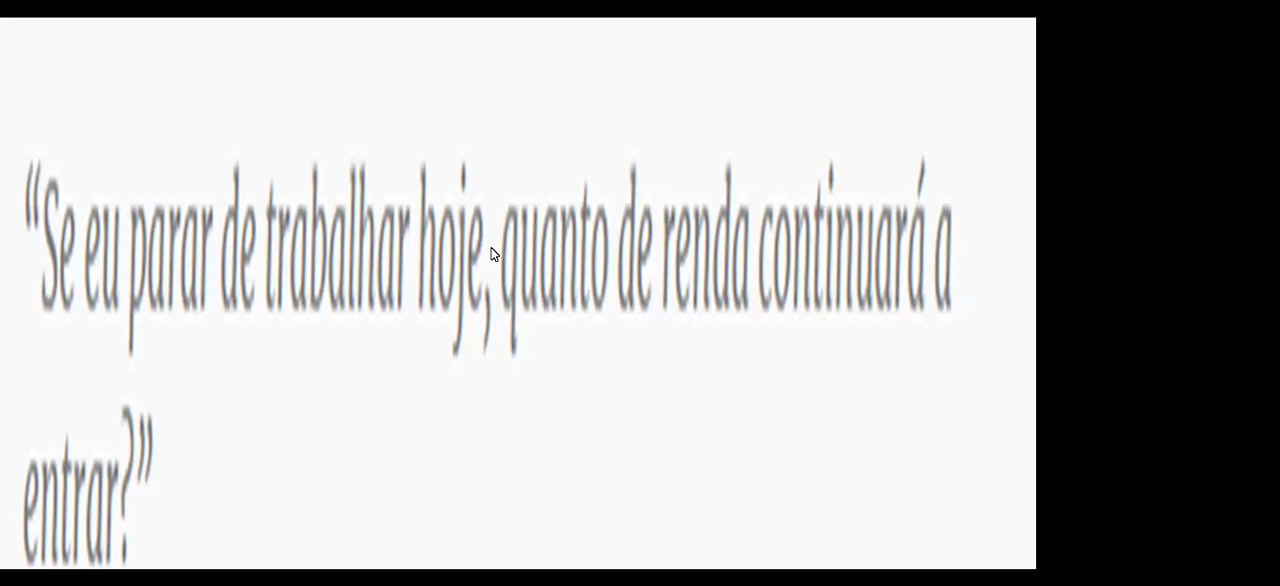 “Se eu parar de trabalhar hoje, quanto de renda continuará a
entrar?”